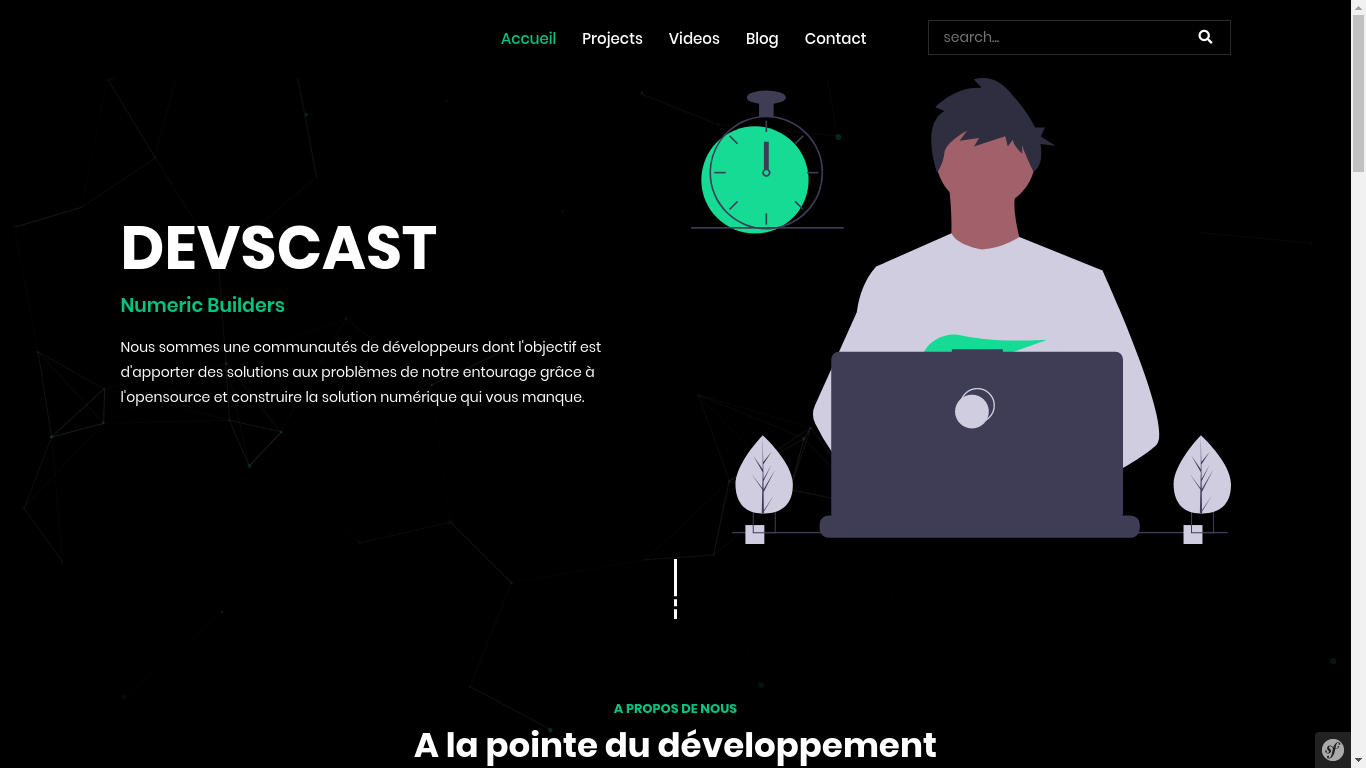 Accueil Projects Videos Blog Contact search...
DEVSCAST
Numeric Builders
Nous sommes une communautés de développeurs dont l'objectif est
d'apporter des solutions aux problèmes de notre entourage grâce à
l'opensource et construire la solution numérique qui vous manque.
A PROPOS DE NOUS
A la pointe du développement
sf